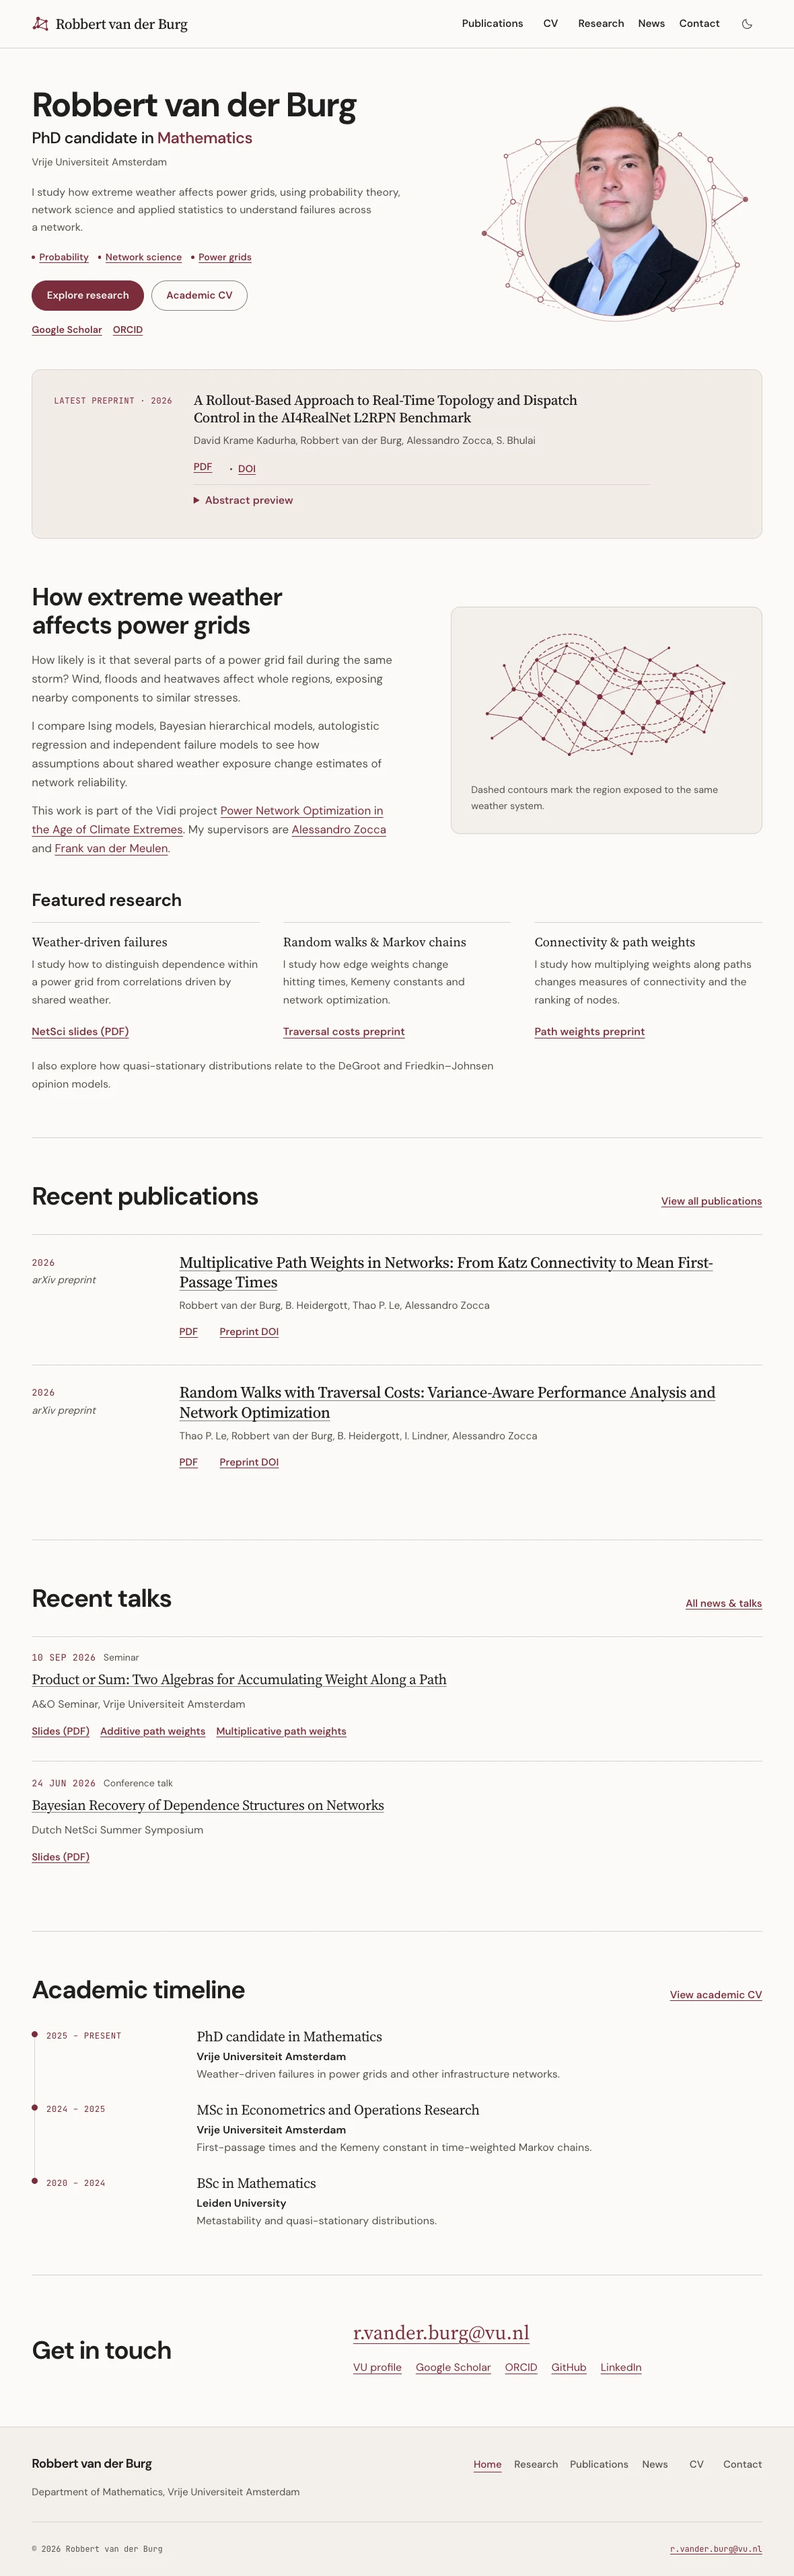 Robbert van der Burg
Publications CV Research News Contact
Robbert van der Burg
PhD candidate in Mathematics
Vrije Universiteit Amsterdam
I study how extreme weather affects power grids, using probability theory,
network science and applied statistics to understand failures across
a network.
• Probability • Network science • Power grids
Explore research Academic CV
Google Scholar ORCID
LATEST PREPRINT · 2026
A Rollout-Based Approach to Real-Time Topology and Dispatch
Control in the AI4RealNet L2RPN Benchmark
David Krame Kadurha, Robbert van der Burg, Alessandro Zocca, S. Bhulai
PDF · DOI
▶ Abstract preview
How extreme weather
affects power grids
How likely is it that several parts of a power grid fail during the same
storm? Wind, floods and heatwaves affect whole regions, exposing
nearby components to similar stresses.
I compare Ising models, Bayesian hierarchical models, autologistic
regression and independent failure models to see how
assumptions about shared weather exposure change estimates of
network reliability.
This work is part of the Vidi project Power Network Optimization in
the Age of Climate Extremes. My supervisors are Alessandro Zocca
and Frank van der Meulen.
Dashed contours mark the region exposed to the same
weather system.
Featured research
Weather-driven failures
I study how to distinguish dependence within
a power grid from correlations driven by
shared weather.
NetSci slides (PDF)
Random walks & Markov chains
I study how edge weights change
hitting times, Kemeny constants and
network optimization.
Traversal costs preprint
Connectivity & path weights
I study how multiplying weights along paths
changes measures of connectivity and the
ranking of nodes.
Path weights preprint
I also explore how quasi-stationary distributions relate to the DeGroot and Friedkin–Johnsen
opinion models.
Recent publications
View all publications
2026
arXiv preprint
Multiplicative Path Weights in Networks: From Katz Connectivity to Mean First-
Passage Times
Robbert van der Burg, B. Heidergott, Thao P. Le, Alessandro Zocca
PDF Preprint DOI
2026
arXiv preprint
Random Walks with Traversal Costs: Variance-Aware Performance Analysis and
Network Optimization
Thao P. Le, Robbert van der Burg, B. Heidergott, I. Lindner, Alessandro Zocca
PDF Preprint DOI
Recent talks
All news & talks
10 SEP 2026 Seminar
Product or Sum: Two Algebras for Accumulating Weight Along a Path
A&O Seminar, Vrije Universiteit Amsterdam
Slides (PDF) Additive path weights Multiplicative path weights
24 JUN 2026 Conference talk
Bayesian Recovery of Dependence Structures on Networks
Dutch NetSci Summer Symposium
Slides (PDF)
Academic timeline
View academic CV
2025 – PRESENT
PhD candidate in Mathematics
Vrije Universiteit Amsterdam
Weather-driven failures in power grids and other infrastructure networks.
2024 – 2025
MSc in Econometrics and Operations Research
Vrije Universiteit Amsterdam
First-passage times and the Kemeny constant in time-weighted Markov chains.
2020 – 2024
BSc in Mathematics
Leiden University
Metastability and quasi-stationary distributions.
Get in touch
r.vander.burg@vu.nl
VU profile Google Scholar ORCID GitHub LinkedIn
Robbert van der Burg
Home Research Publications News CV Contact
Department of Mathematics, Vrije Universiteit Amsterdam
© 2026 Robbert van der Burg
r.vander.burg@vu.nl